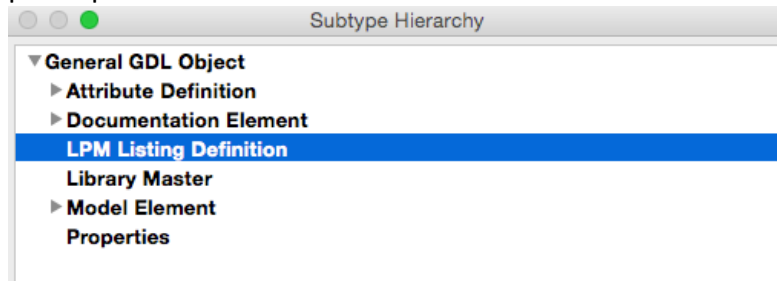 Subtype Hierarchy
General GDL Object
Attribute Definition
Documentation Element
LPM Listing Definition
Library Master
Model Element
Properties